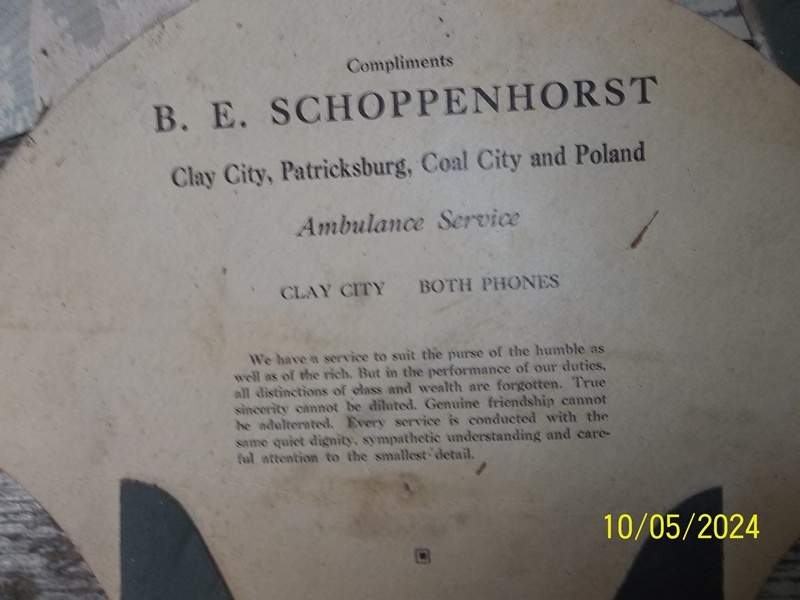 Compliments
B. E. SCHOPPENHORST
Clay City, Patricksburg, Coal City and Poland
Ambulance Service
CLAY CITY BOTH PHONES
We have a service to suit the purse of the humble as
well as of the rich. But in the performance of our duties,
all distinctions of class and wealth are forgotten. True
sincerity cannot be diluted. Genuine friendship cannot
be adulterated. Every service is conducted with the
same quiet dignity, sympathetic understanding and care-
ful attention to the smallest detail.
10/05/2024